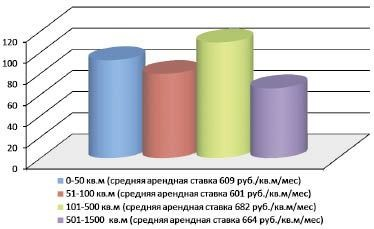 120
100
80
60
40
20
0
0-50 кв.м (средняя арендная ставка 609 руб./кв.м/мес)
51-100 кв.м (средняя арендная ставка 601 руб./кв.м/мес)
101-500 кв.м (средняя арендная ставка 682 руб./кв.м/мес)
501-1500 кв.м (средняя арендная ставка 664 руб./кв.м/мес)